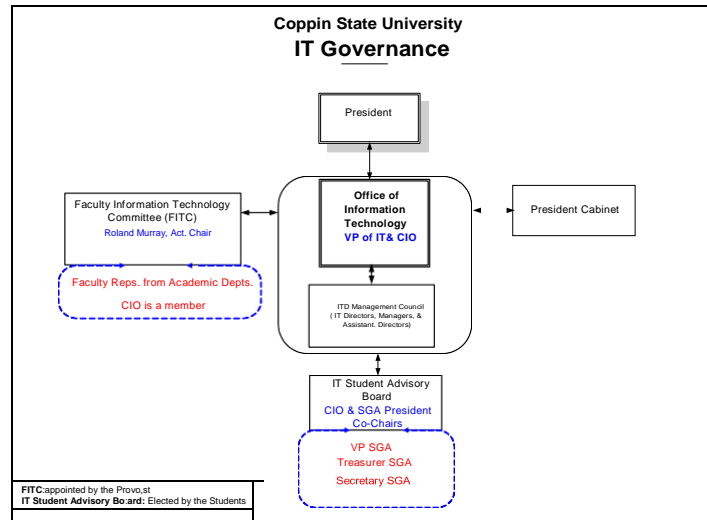 Coppin State University
IT Governance
President
Office of
Information
Technology
VP of IT& CIO
Faculty Information Technology
Committee (FITC)
Roland Murray, Act. Chair
President Cabinet
Faculty Reps. from Academic Depts.
CIO is a member
ITD Management Council
( IT Directors, Managers, &
Assistant. Directors)
IT Student Advisory
Board
CIO & SGA President
Co-Chairs
VP SGA
Treasurer SGA
Secretary SGA
FITC:appointed by the Provo,st
IT Student Advisory Bo:ard: Elected by the Students